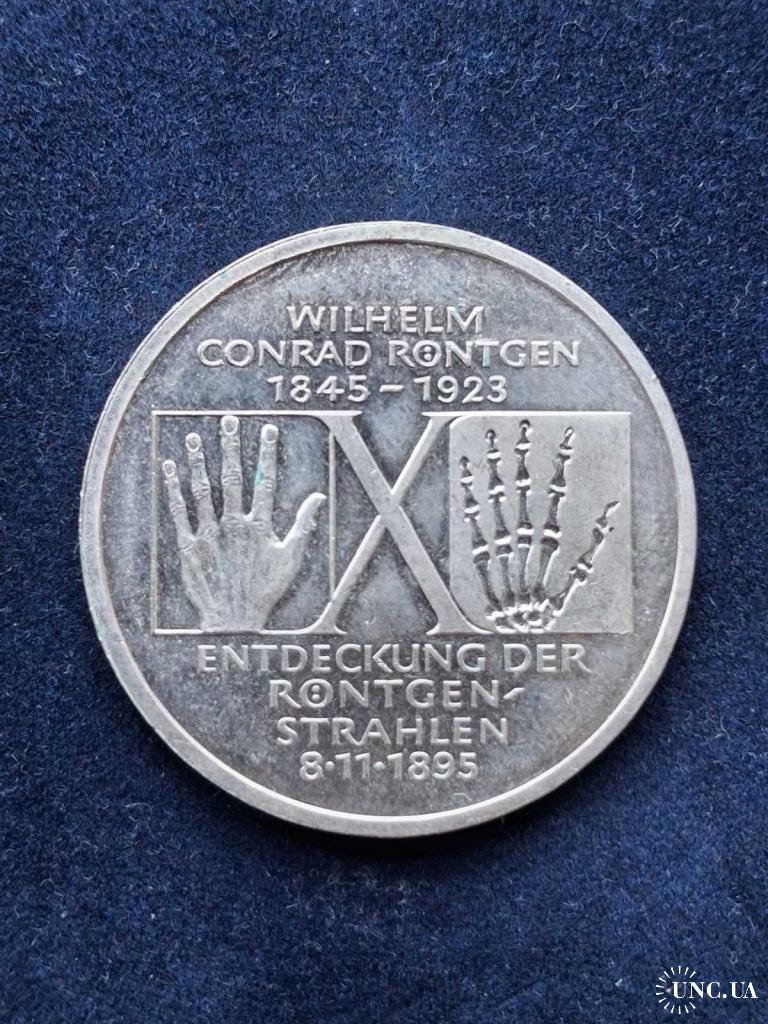 WILHELM
CONRAD RÖNTGEN
1845-1923
X
ENTDECKUNG DER
RÖNTGEN-
STRAHLEN
8·11·1895
UNC.UA